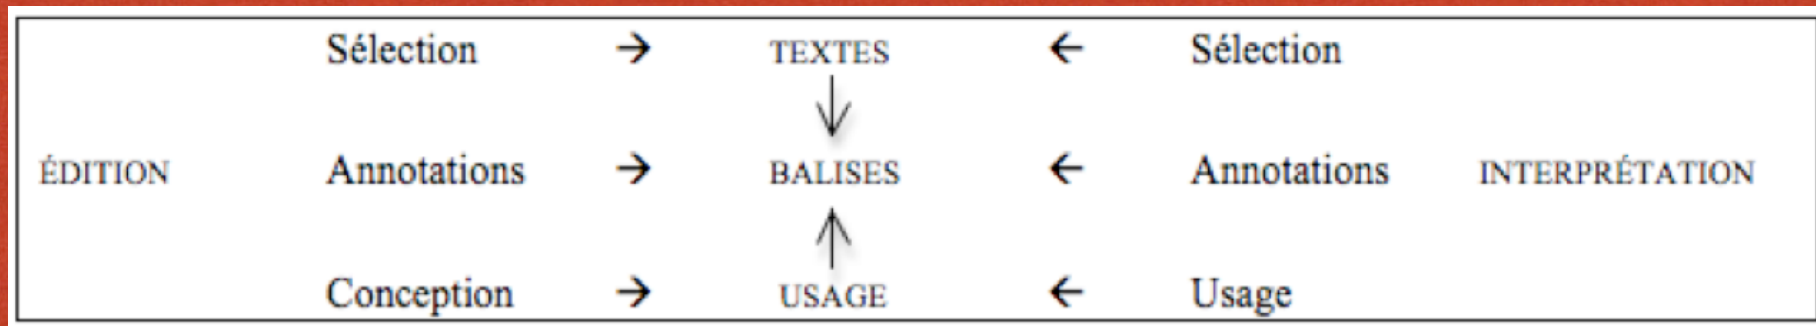 Sélection → TEXTES ← Sélection
↓
ÉDITION Annotations → BALISES ← Annotations INTERPRÉTATION
↑
Conception → USAGE ← Usage